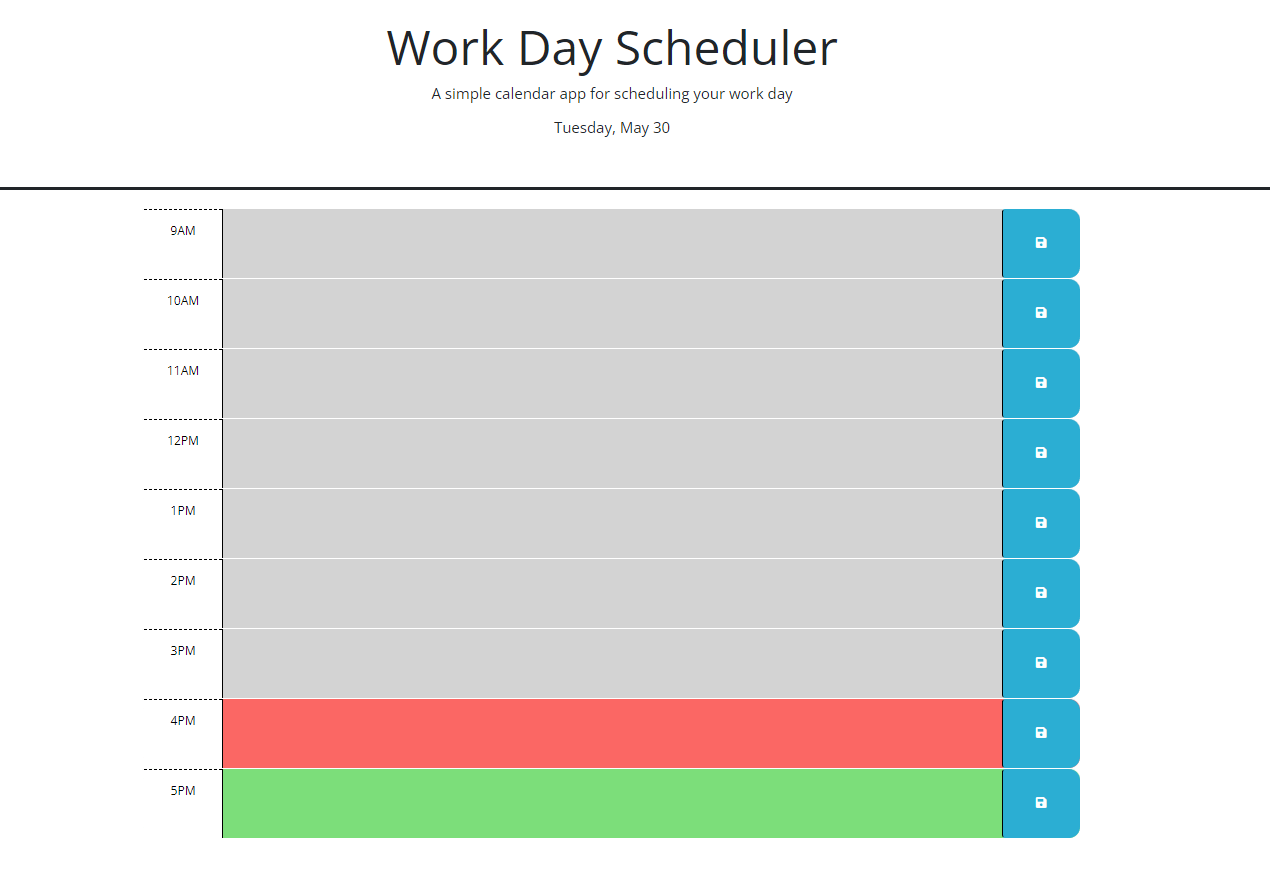 Work Day Scheduler
A simple calendar app for scheduling your work day
Tuesday, May 30
9AM
10AM
11AM
12PM
1PM
2PM
3PM
4PM
5PM